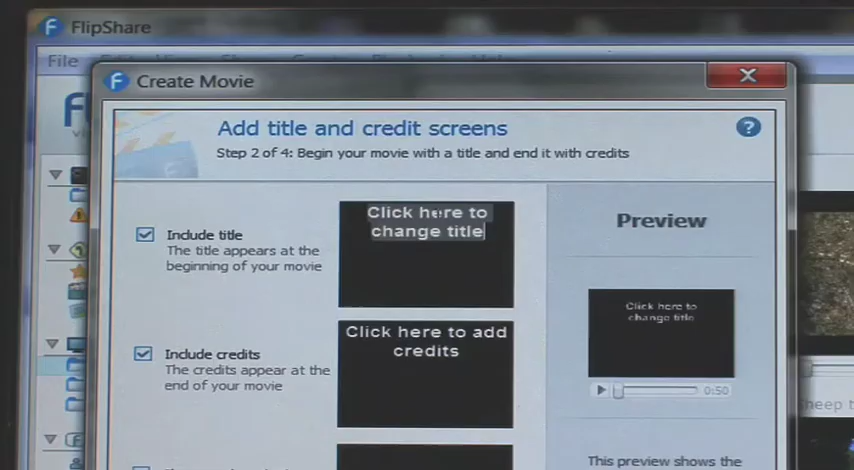 FlipShare
File
Create Movie
Add title and credit screens
Step 2 of 4: Begin your movie with a title and end it with credits
Include title
The title appears at the
beginning of your movie
Click here to
change title
Include credits
The credits appear at the
end of your movie
Click here to add
credits
Preview
Click here to
change title
0:50
This preview shows the